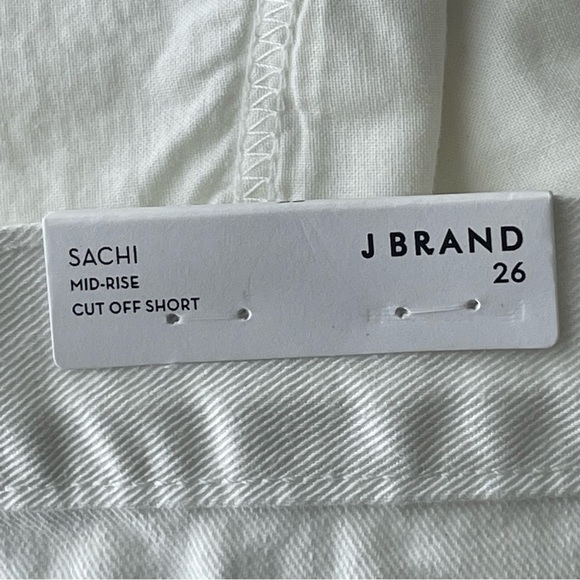 SACHI
MID-RISE
CUT OFF SHORT
J BRAND
26